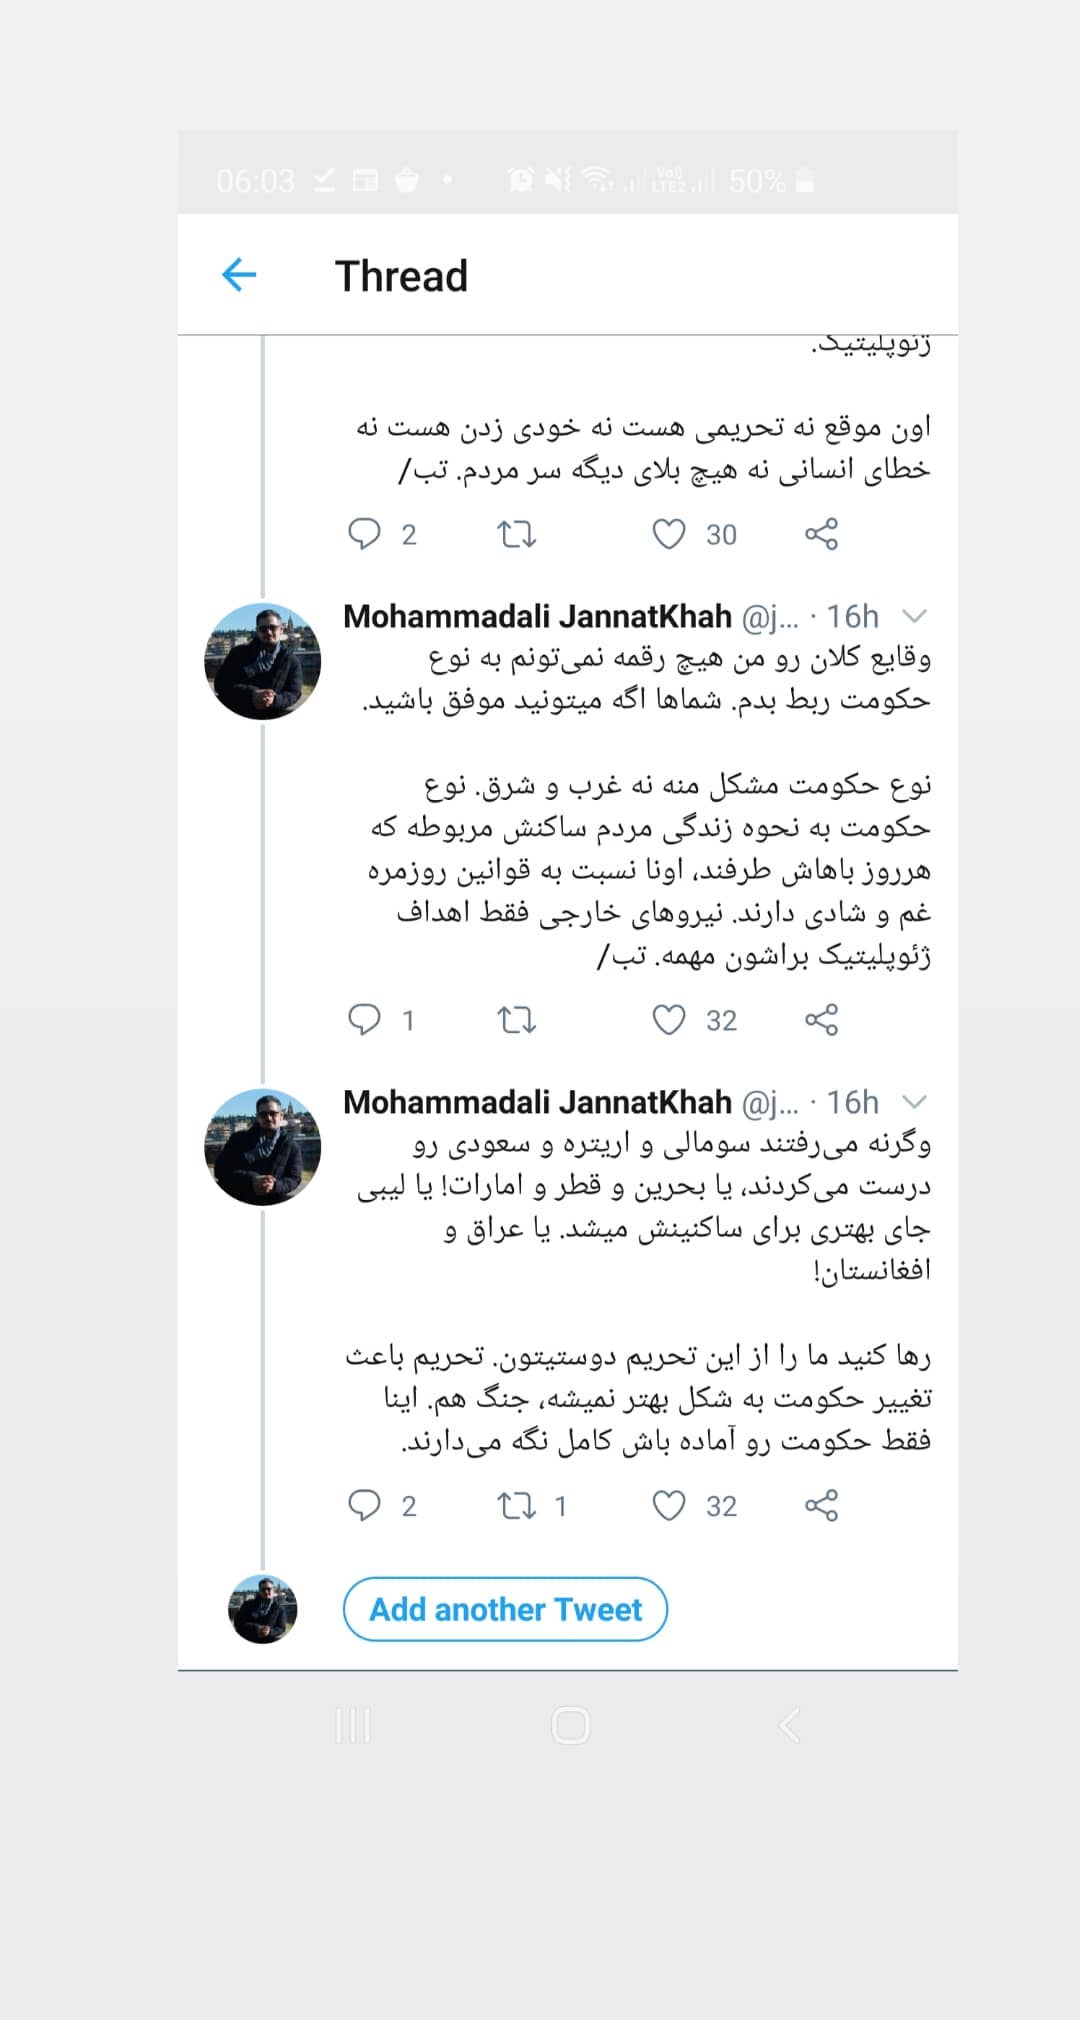 06:03 50%
Thread
ژئوپلیتیک.
اون موقع نه تحریمی هست نه خودی زدن هست نه
خطای انسانی نه هیچ بلای دیگه سر مردم. تب/
2 30
Mohammadali JannatKhah @j... · 16h
وقایع کلان رو من هیچ رقمه نمی‌تونم به نوع
حکومت ربط بدم. شماها اگه میتونید موفق باشید.
نوع حکومت مشکل منه نه غرب و شرق. نوع
حکومت به نحوه زندگی مردم ساکنش مربوطه که
هرروز باهاش طرفند، اونا نسبت به قوانین روزمره
غم و شادی دارند. نیروهای خارجی فقط اهداف
ژئوپلیتیک براشون مهمه. تب/
1 32
Mohammadali JannatKhah @j... · 16h
وگرنه می‌رفتند سومالی و اریتره و سعودی رو
درست می‌کردند، یا بحرین و قطر و امارات! یا لیبی
جای بهتری برای ساکنینش میشد. یا عراق و
افغانستان!
رها کنید ما را از این تحریم دوستیتون. تحریم باعث
تغییر حکومت به شکل بهتر نمیشه، جنگ هم. اینا
فقط حکومت رو آماده باش کامل نگه می‌دارند.
2 1 32
Add another Tweet